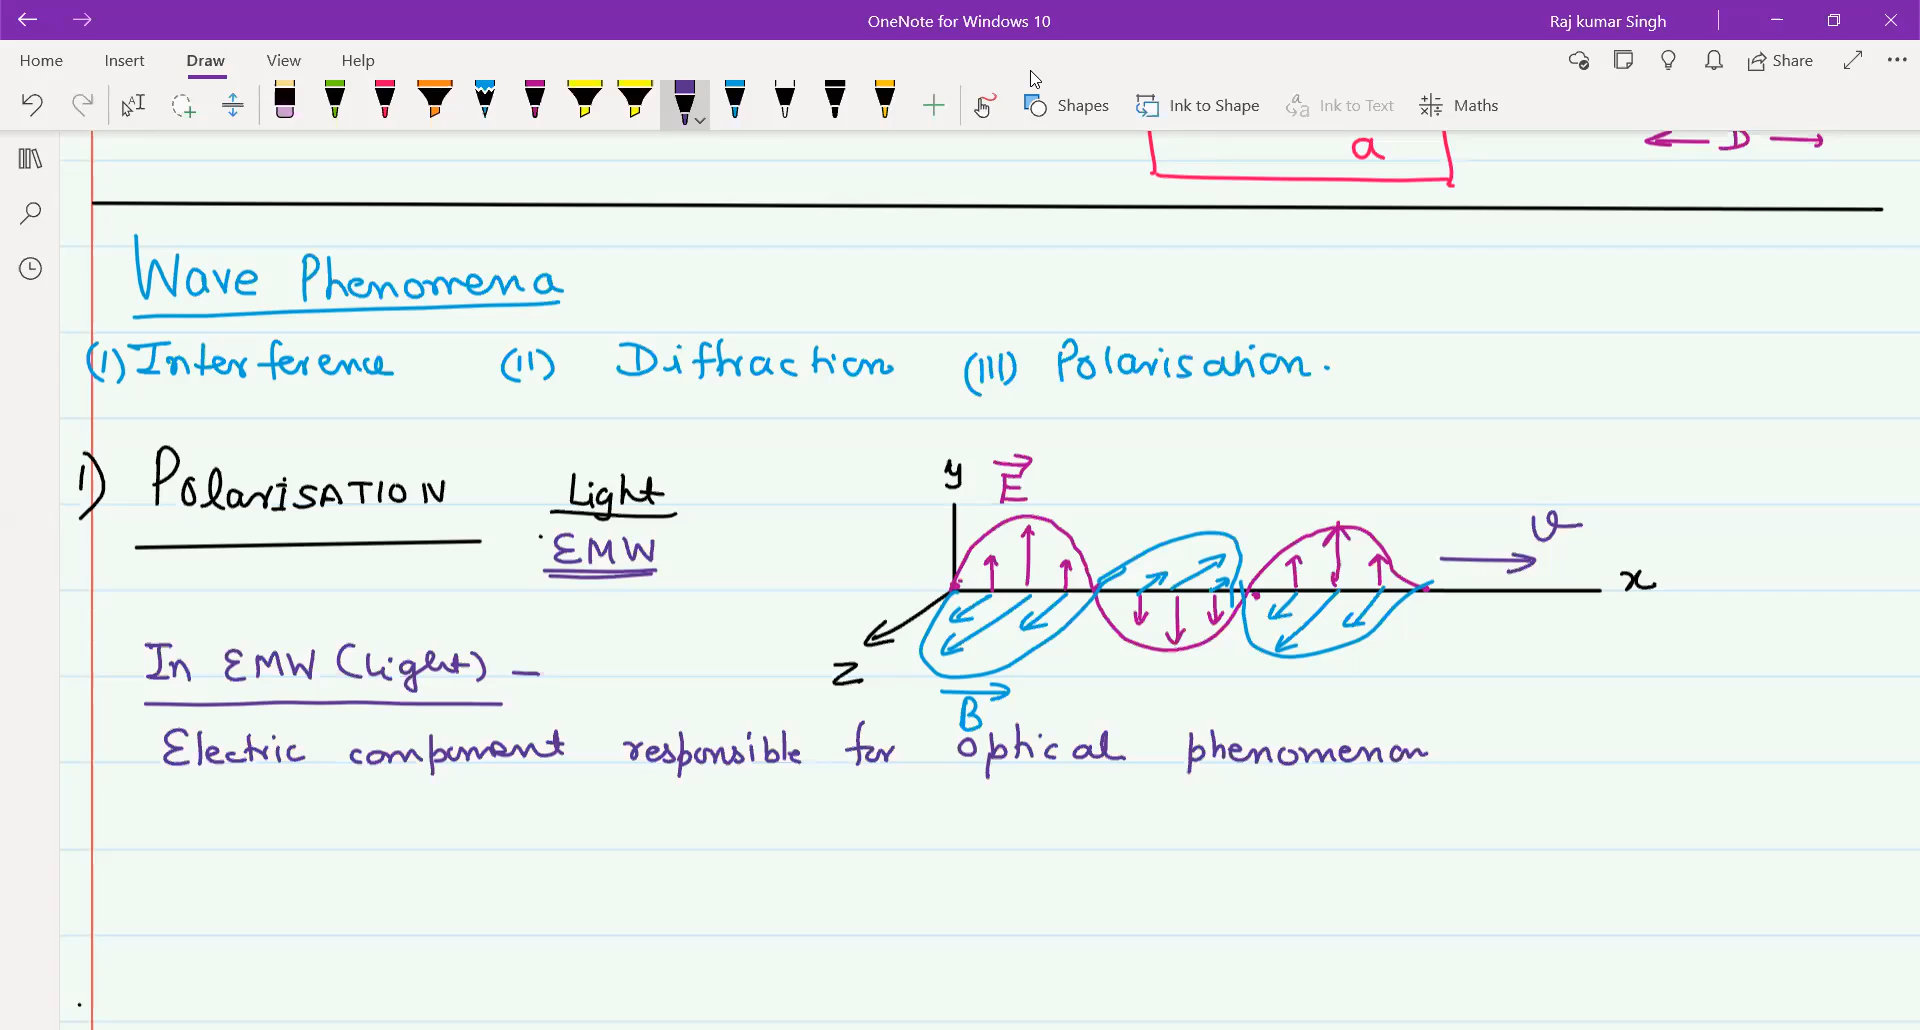 OneNote for Windows 10
Raj kumar Singh
Home Insert Draw View Help
Share
Shapes Ink to Shape Ink to Text Maths
a
D
Wave Phenomena
(I) Interference (II) Diffraction (III) Polarisation.
1) PolarisATION
Light
EMW
y
E
v
x
z
B
In EMW (Light) -
Electric component responsible for optical phenomenon